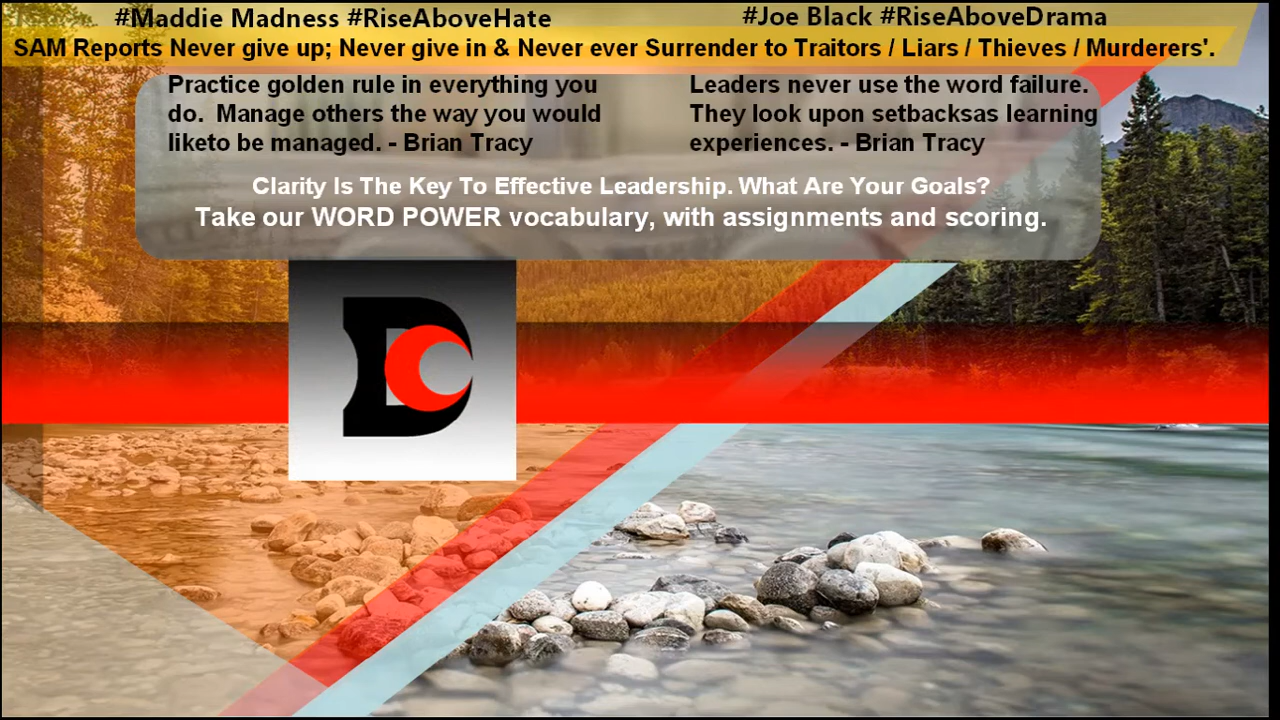 #Maddie Madness #RiseAboveHate
#Joe Black #RiseAboveDrama
SAM Reports Never give up; Never give in & Never ever Surrender to Traitors / Liars / Thieves / Murderers'.
Practice golden rule in everything you
do.  Manage others the way you would
liketo be managed. - Brian Tracy
Leaders never use the word failure.
They look upon setbacksas learning
experiences. - Brian Tracy
Clarity Is The Key To Effective Leadership. What Are Your Goals?
Take our WORD POWER vocabulary, with assignments and scoring.
D